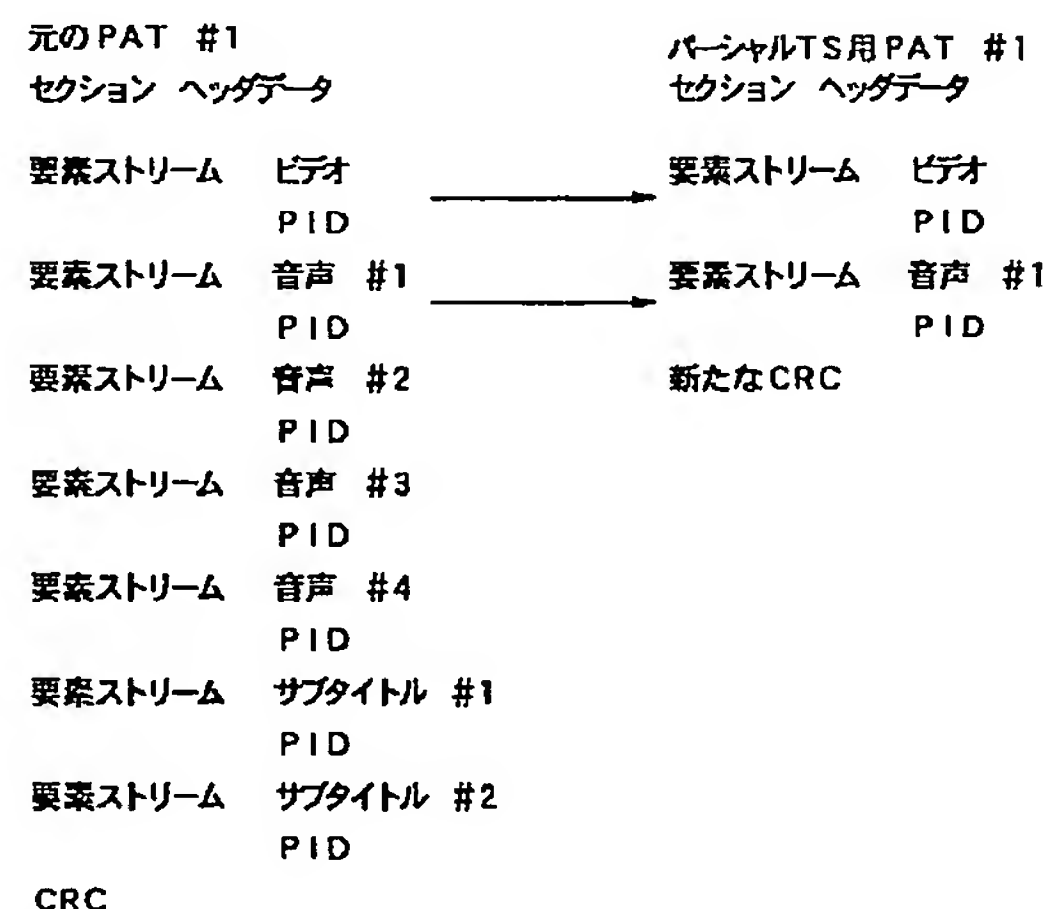 元のPAT #1
セクション ヘッダデータ
要素ストリーム ビデオ
PID
要素ストリーム 音声 #1
PID
要素ストリーム 音声 #2
PID
要素ストリーム 音声 #3
PID
要素ストリーム 音声 #4
PID
要素ストリーム サブタイトル #1
PID
要素ストリーム サブタイトル #2
PID
CRC
パーシャルTS用PAT #1
セクション ヘッダデータ
要素ストリーム ビデオ
PID
要素ストリーム 音声 #1
PID
新たなCRC